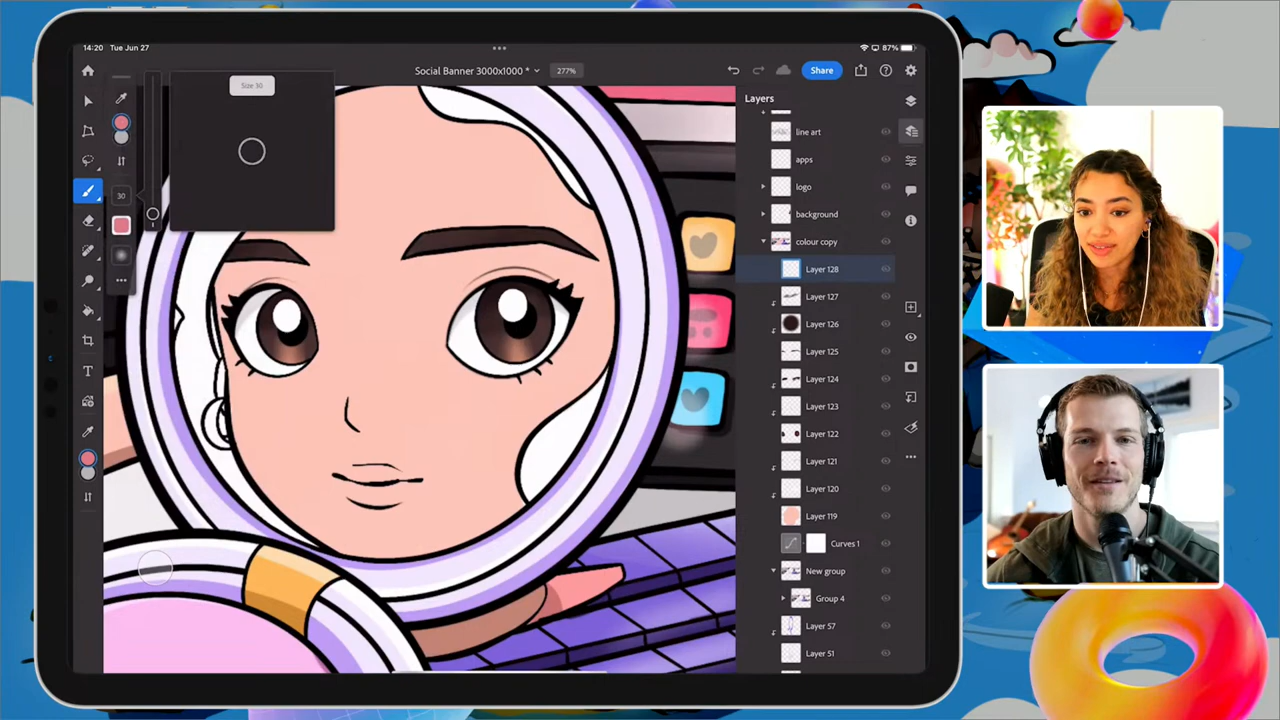 14:20 Tue Jun 27
87%
Social Banner 3000x1000 *
277%
Share
Size 30
30
Layers
line art
apps
logo
background
colour copy
Layer 128
Layer 127
Layer 126
Layer 125
Layer 124
Layer 123
Layer 122
Layer 121
Layer 120
Layer 119
Curves 1
New group
Group 4
Layer 57
Layer 51